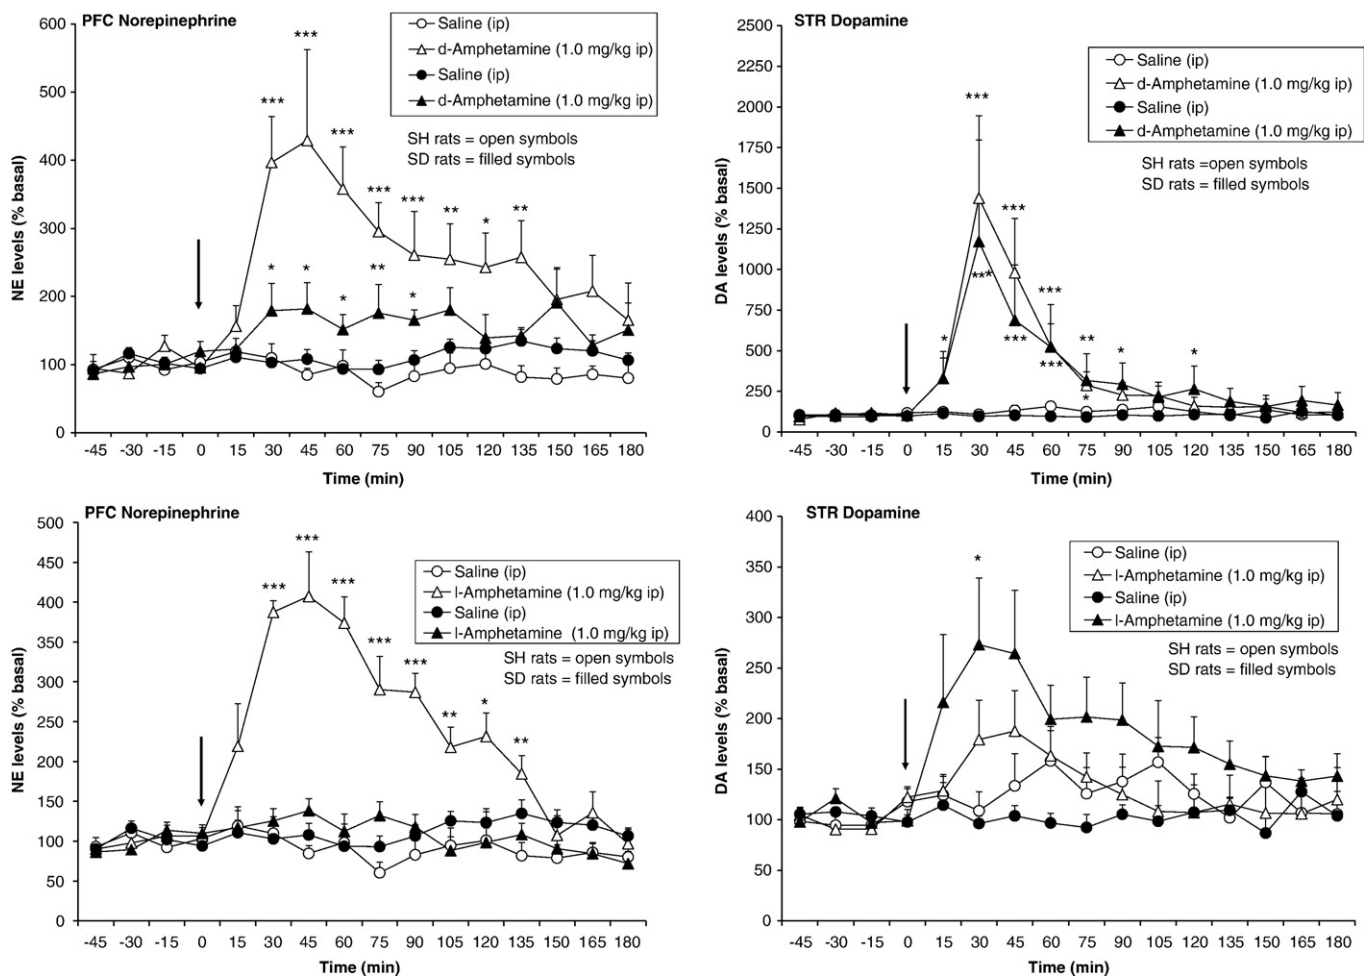 PFC Norepinephrine
Saline (ip)
d-Amphetamine (1.0 mg/kg ip)
Saline (ip)
d-Amphetamine (1.0 mg/kg ip)
SH rats = open symbols
SD rats = filled symbols
NE levels (% basal)
600
500
400
300
200
100
0
*** *** *** *** *** ** * **
* * * ** *
-45 -30 -15 0 15 30 45 60 75 90 105 120 135 150 165 180
Time (min)
STR Dopamine
Saline (ip)
d-Amphetamine (1.0 mg/kg ip)
Saline (ip)
d-Amphetamine (1.0 mg/kg ip)
SH rats =open symbols
SD rats = filled symbols
DA levels (% basal)
2500
2250
2000
1750
1500
1250
1000
750
500
250
0
* *** *** *** ** * *
*** *** *** *
-45 -30 -15 0 15 30 45 60 75 90 105 120 135 150 165 180
Time (min)
PFC Norepinephrine
Saline (ip)
l-Amphetamine (1.0 mg/kg ip)
Saline (ip)
l-Amphetamine (1.0 mg/kg ip)
SH rats = open symbols
SD rats = filled symbols
NE levels (% basal)
500
450
400
350
300
250
200
150
100
50
0
*** *** *** *** *** ** * **
-45 -30 -15 0 15 30 45 60 75 90 105 120 135 150 165 180
Time (min)
STR Dopamine
Saline (ip)
l-Amphetamine (1.0 mg/kg ip)
Saline (ip)
l-Amphetamine (1.0 mg/kg ip)
SH rats = open symbols
SD rats = filled symbols
DA levels (% basal)
400
350
300
250
200
150
100
50
0
*
-45 -30 -15 0 15 30 45 60 75 90 105 120 135 150 165 180
Time (min)